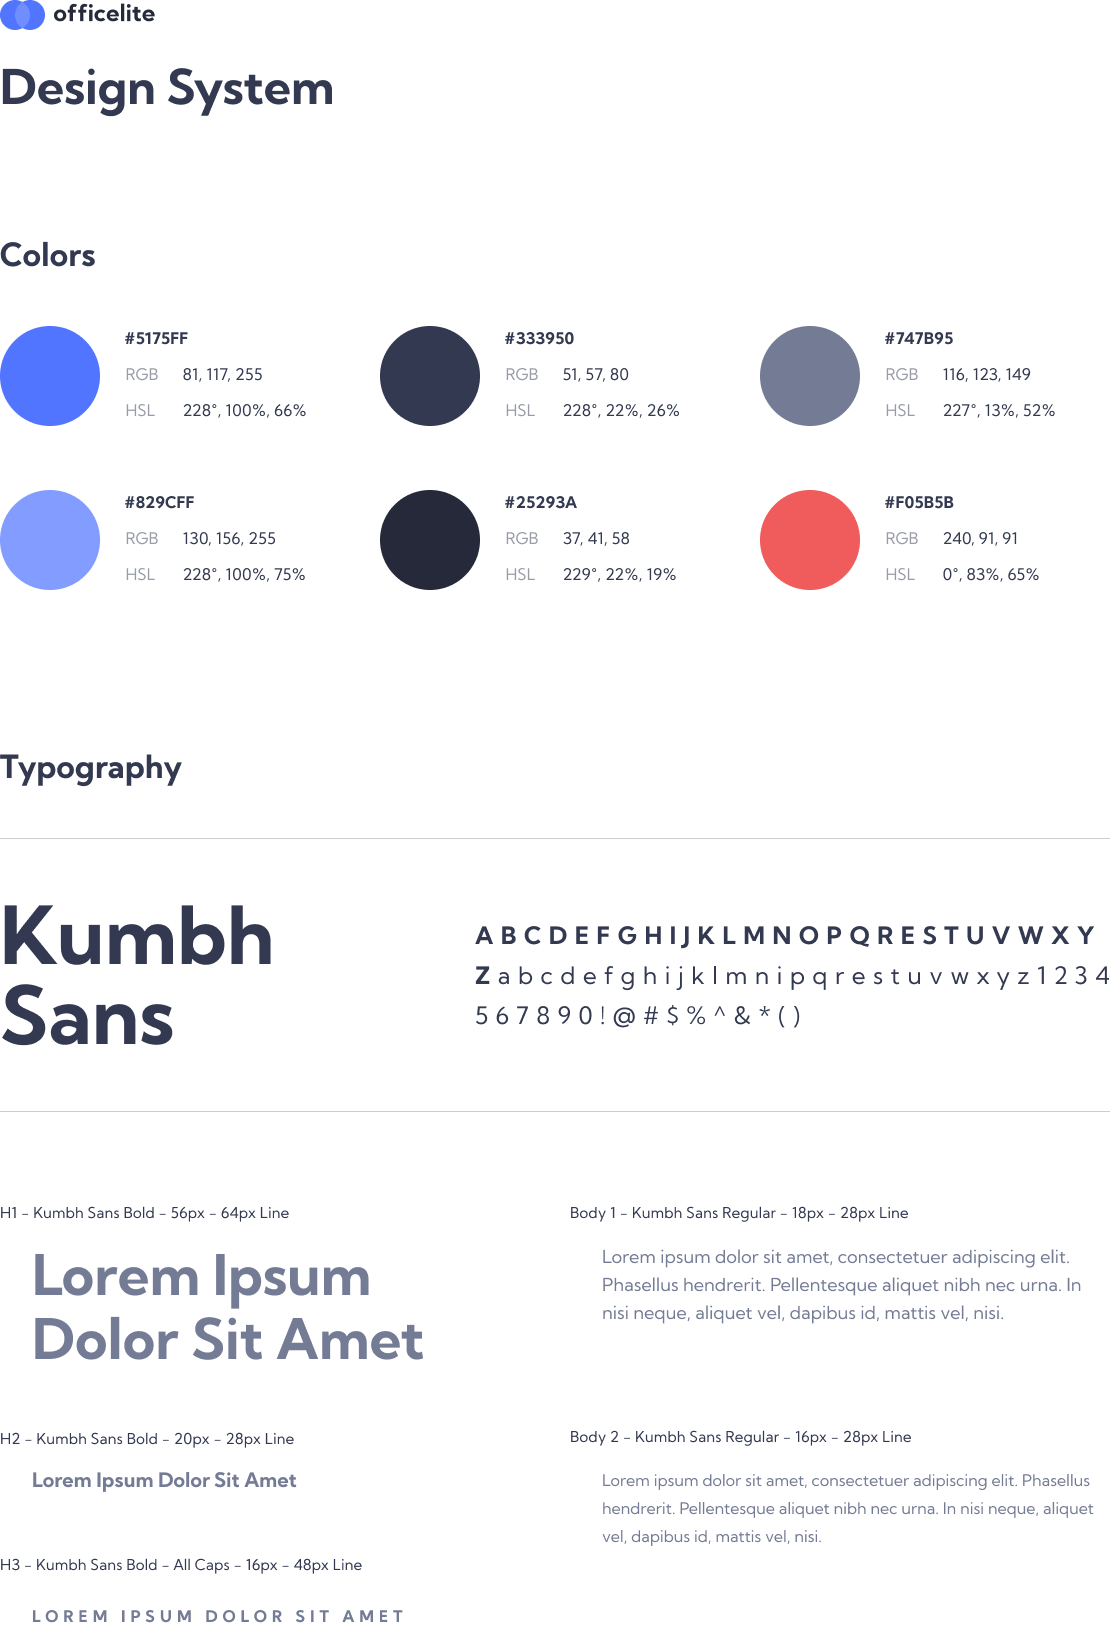 officelite
Design System
Colors
#5175FF
RGB 81, 117, 255
HSL 228°, 100%, 66%
#333950
RGB 51, 57, 80
HSL 228°, 22%, 26%
#747B95
RGB 116, 123, 149
HSL 227°, 13%, 52%
#829CFF
RGB 130, 156, 255
HSL 228°, 100%, 75%
#25293A
RGB 37, 41, 58
HSL 229°, 22%, 19%
#F05B5B
RGB 240, 91, 91
HSL 0°, 83%, 65%
Typography
Kumbh
Sans
A B C D E F G H I J K L M N O P Q R E S T U V W X Y
Z a b c d e f g h i j k l m n i p q r e s t u v w x y z 1 2 3 4
5 6 7 8 9 0 ! @ # $ % ^ & * ( )
H1 - Kumbh Sans Bold - 56px - 64px Line
Lorem Ipsum
Dolor Sit Amet
H2 - Kumbh Sans Bold - 20px - 28px Line
Lorem Ipsum Dolor Sit Amet
H3 - Kumbh Sans Bold - All Caps - 16px - 48px Line
LOREM IPSUM DOLOR SIT AMET
Body 1 - Kumbh Sans Regular - 18px - 28px Line
Lorem ipsum dolor sit amet, consectetuer adipiscing elit.
Phasellus hendrerit. Pellentesque aliquet nibh nec urna. In
nisi neque, aliquet vel, dapibus id, mattis vel, nisi.
Body 2 - Kumbh Sans Regular - 16px - 28px Line
Lorem ipsum dolor sit amet, consectetuer adipiscing elit. Phasellus
hendrerit. Pellentesque aliquet nibh nec urna. In nisi neque, aliquet
vel, dapibus id, mattis vel, nisi.